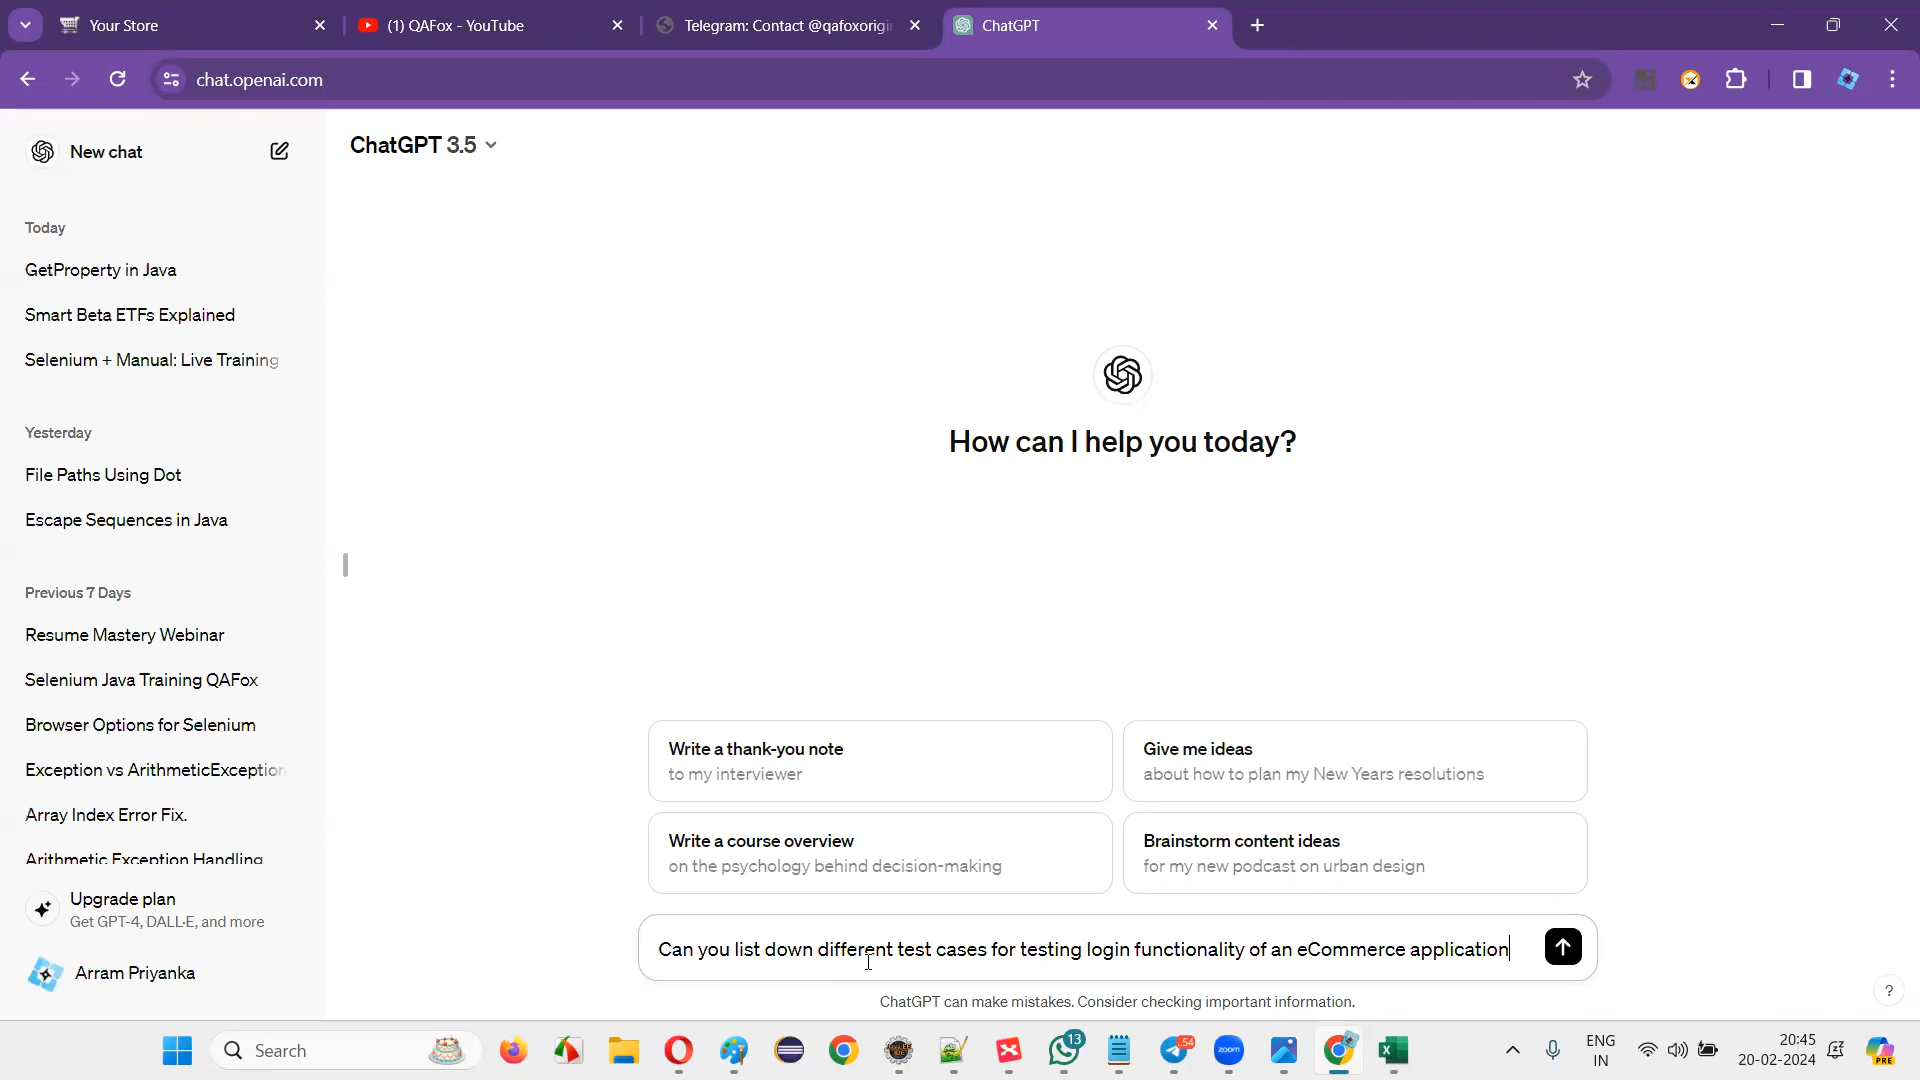 Your Store
(1) QAFox - YouTube
Telegram: Contact @qafoxorigi
ChatGPT
chat.openai.com
New chat
ChatGPT 3.5
Today
GetProperty in Java
Smart Beta ETFs Explained
Selenium + Manual: Live Training
Yesterday
File Paths Using Dot
Escape Sequences in Java
Previous 7 Days
Resume Mastery Webinar
Selenium Java Training QAFox
Browser Options for Selenium
Exception vs ArithmeticException
Array Index Error Fix.
Arithmetic Exception Handling
Upgrade plan
Get GPT-4, DALL·E, and more
Arram Priyanka
How can I help you today?
Write a thank-you note
to my interviewer
Give me ideas
about how to plan my New Years resolutions
Write a course overview
on the psychology behind decision-making
Brainstorm content ideas
for my new podcast on urban design
Can you list down different test cases for testing login functionality of an eCommerce application
ChatGPT can make mistakes. Consider checking important information.
?
Search
13
54
zoom
ENG
IN
20:45
20-02-2024
PRE